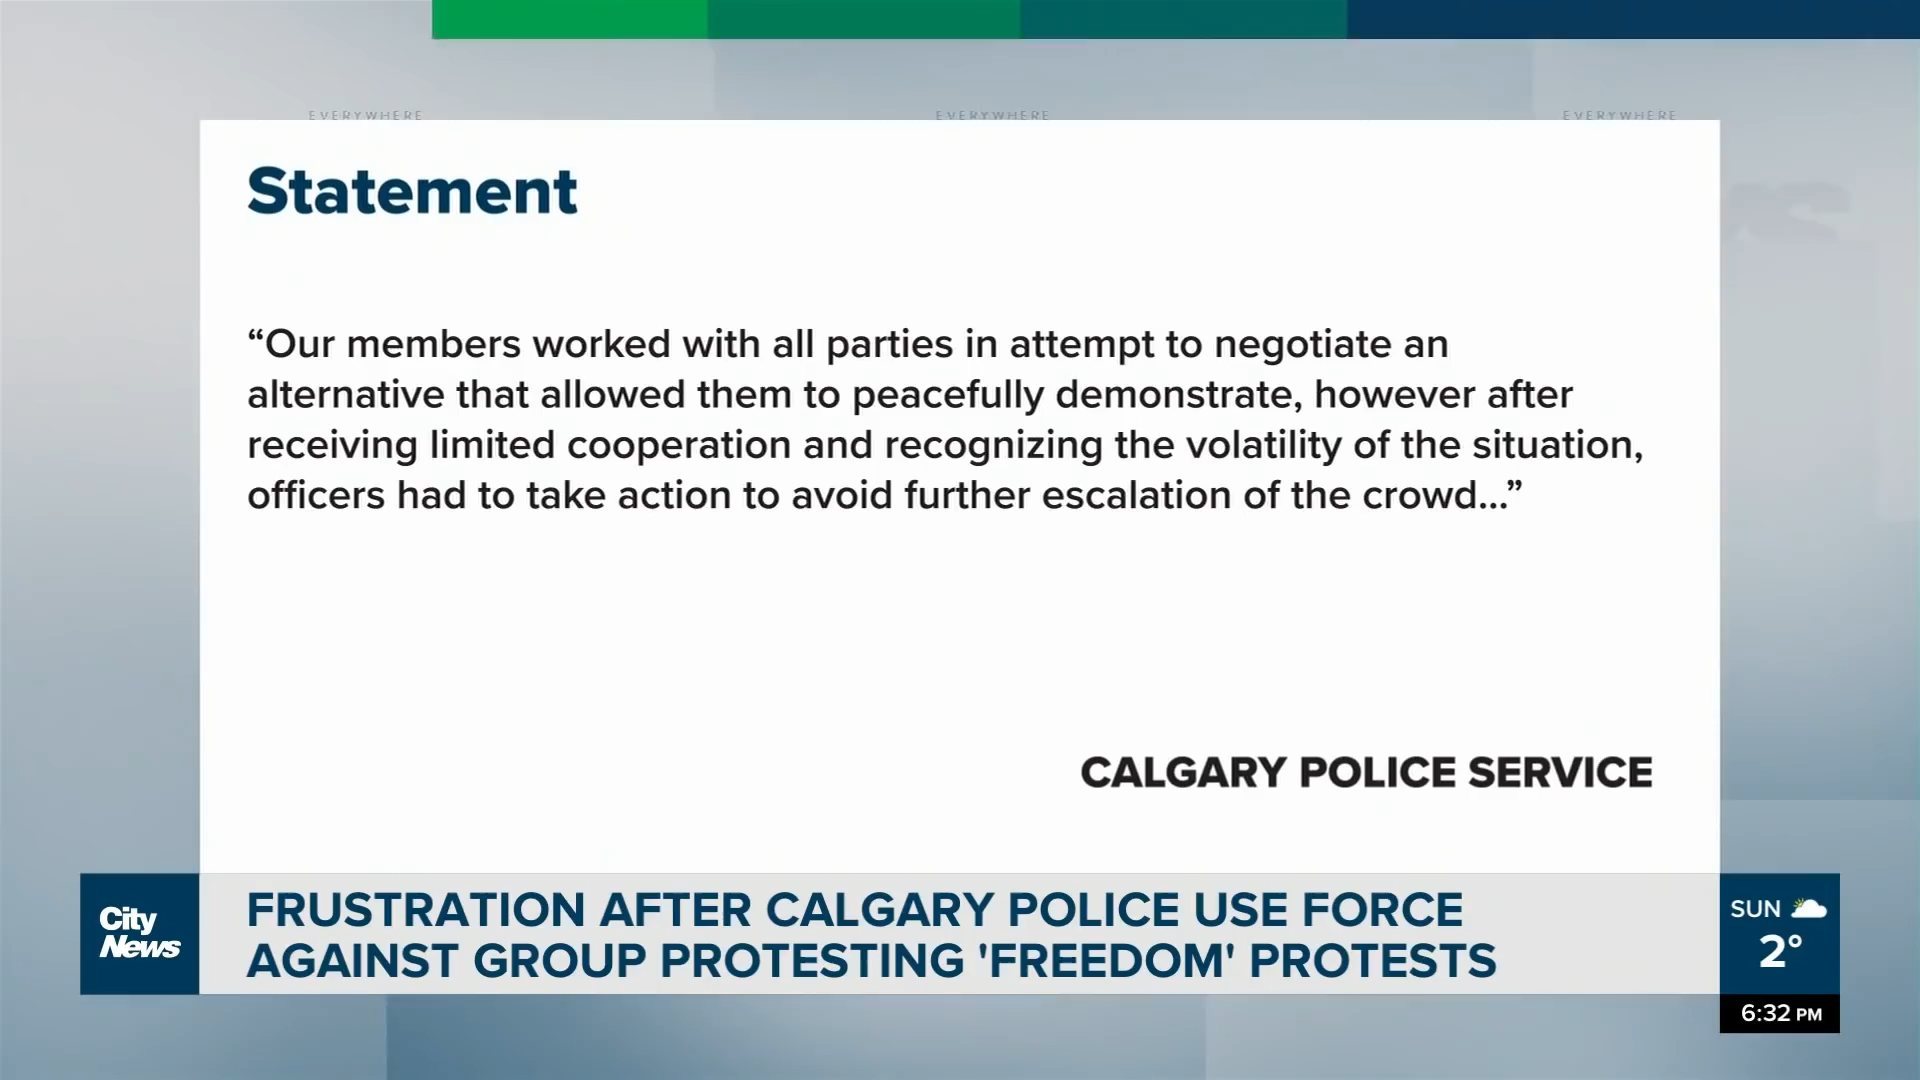 EVERYWHERE EVERYWHERE EVERYWHERE
Statement
“Our members worked with all parties in attempt to negotiate an
alternative that allowed them to peacefully demonstrate, however after
receiving limited cooperation and recognizing the volatility of the situation,
officers had to take action to avoid further escalation of the crowd...”
CALGARY POLICE SERVICE
City
News
FRUSTRATION AFTER CALGARY POLICE USE FORCE
AGAINST GROUP PROTESTING 'FREEDOM' PROTESTS
SUN
2°
6:32 PM